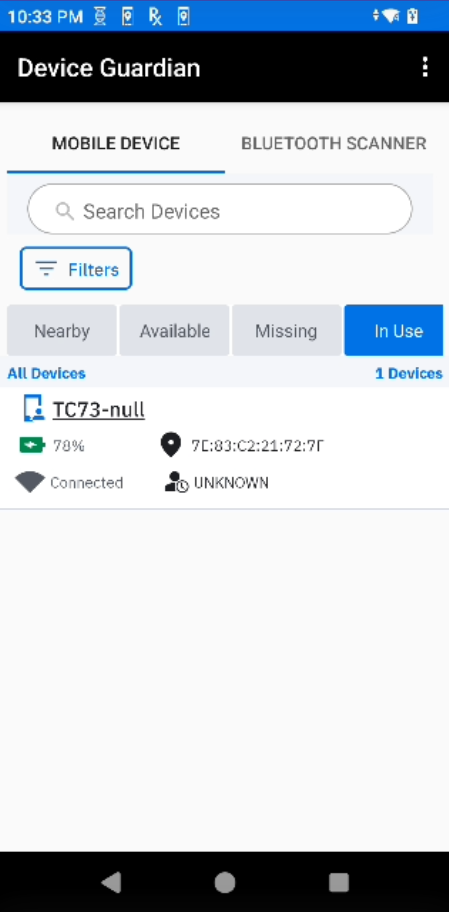 10:33 PM
Device Guardian
MOBILE DEVICE BLUETOOTH SCANNER
Search Devices
Filters
Nearby Available Missing In Use
All Devices 1 Devices
TC73-null
78% 7E:83:C2:21:72:7F
Connected UNKNOWN